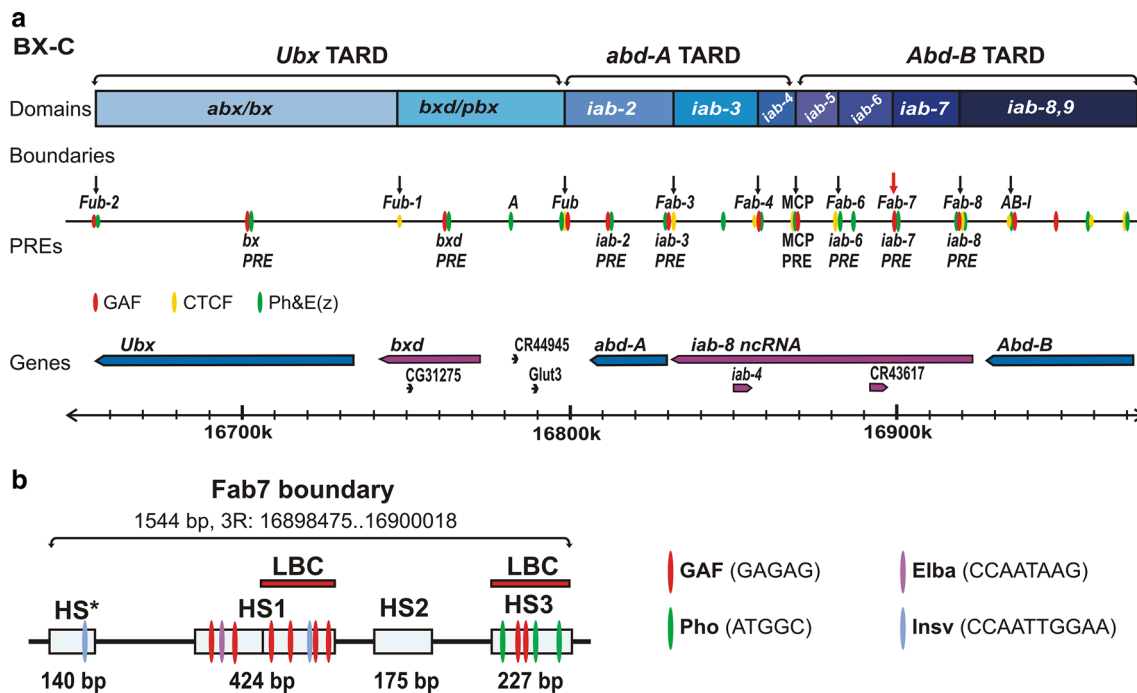 a
BX-C
Ubx TARD abd-A TARD Abd-B TARD
Domains abx/bx bxd/pbx iab-2 iab-3 iab-4 iab-5 iab-6 iab-7 iab-8,9
Boundaries
Fub-2 Fub-1 A Fub Fab-3 Fab-4 MCP Fab-6 Fab-7 Fab-8 AB-I
PREs bx bxd iab-2 iab-3 MCP iab-6 iab-7 iab-8
PRE PRE PRE PRE PRE PRE PRE PRE
GAF CTCF Ph&E(z)
Genes Ubx bxd CR44945 abd-A iab-8 ncRNA Abd-B
CG31275 Glut3 iab-4 CR43617
16700k 16800k 16900k
b
Fab7 boundary
1544 bp, 3R: 16898475..16900018
LBC LBC
HS* HS1 HS2 HS3
140 bp 424 bp 175 bp 227 bp
GAF (GAGAG) Elba (CCAATAAG)
Pho (ATGGC) Insv (CCAATTGGAA)